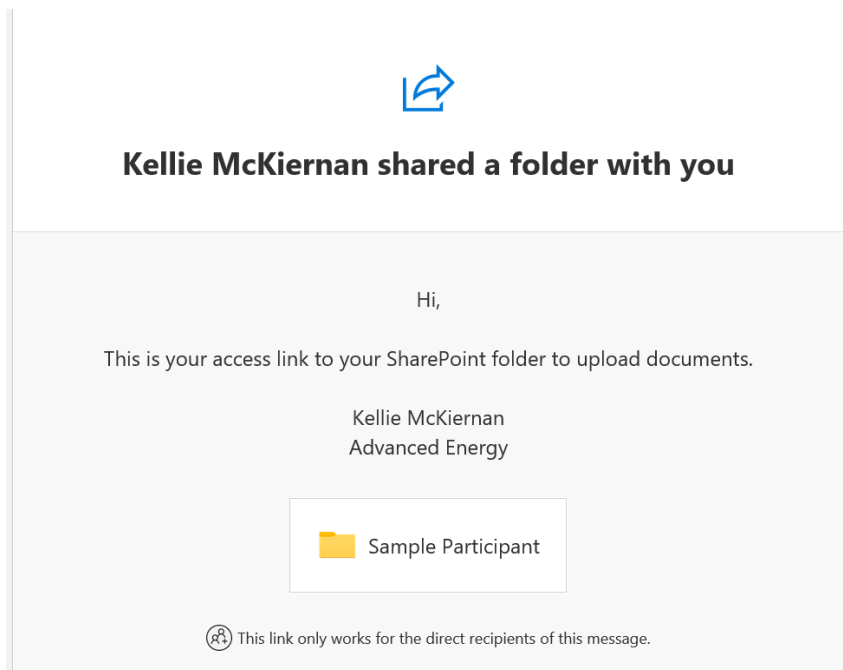 Kellie McKiernan shared a folder with you
Hi,
This is your access link to your SharePoint folder to upload documents.
Kellie McKiernan
Advanced Energy
Sample Participant
This link only works for the direct recipients of this message.